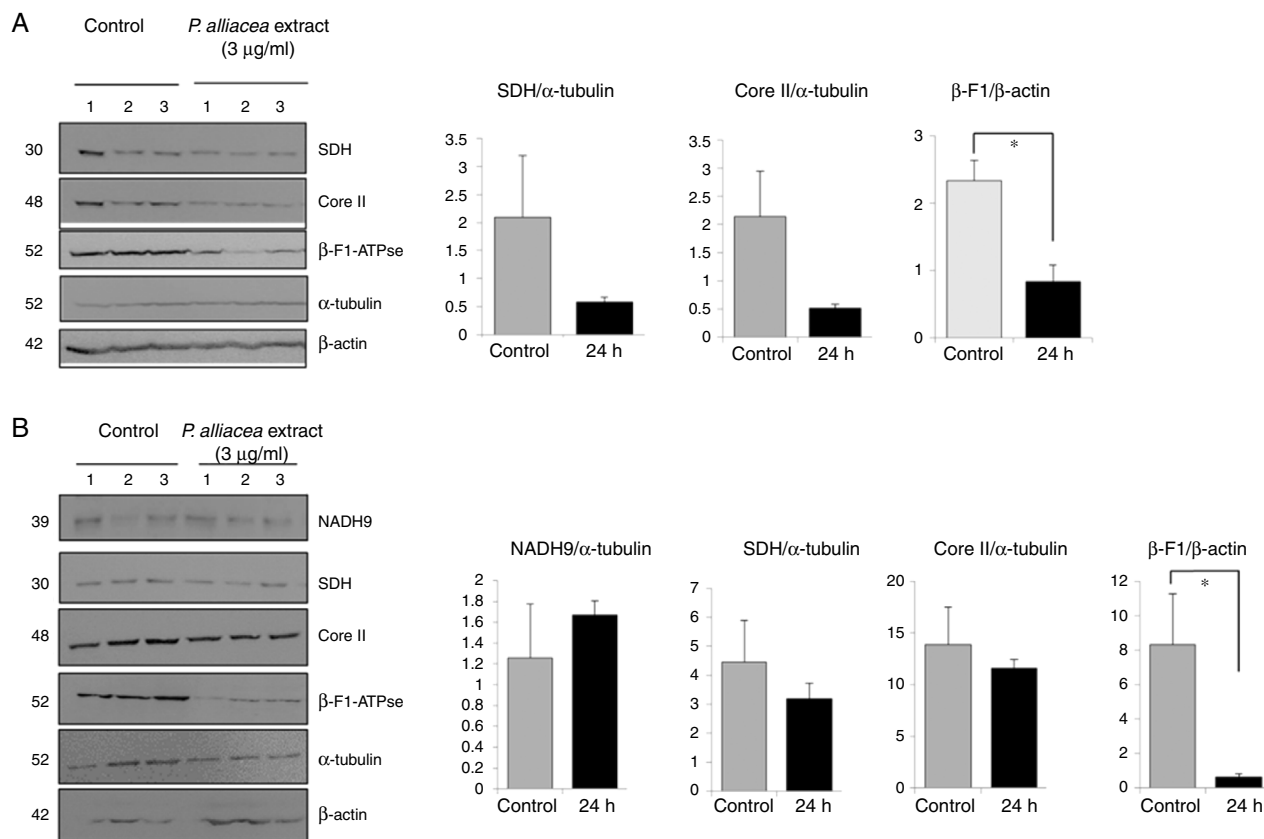 A
Control
P. alliacea extract
(3 μg/ml)
1 2 3 1 2 3
30 SDH
48 Core II
52 β-F1-ATPse
52 α-tubulin
42 β-actin
SDH/α-tubulin
3.5
3
2.5
2
1.5
1
0.5
0
Control 24 h
Core II/α-tubulin
3.5
3
2.5
2
1.5
1
0.5
0
Control 24 h
β-F1/β-actin
3
2
1
0
*
Control 24 h
B
Control
P. alliacea extract
(3 μg/ml)
1 2 3 1 2 3
39 NADH9
30 SDH
48 Core II
52 β-F1-ATPse
52 α-tubulin
42 β-actin
NADH9/α-tubulin
2
1.8
1.6
1.4
1.2
1
0.8
0.6
0.4
0.2
0
Control 24 h
SDH/α-tubulin
7
6
5
4
3
2
1
0
Control 24 h
Core II/α-tubulin
20
15
10
5
0
Control 24 h
β-F1/β-actin
12
10
8
6
4
2
0
*
Control 24 h